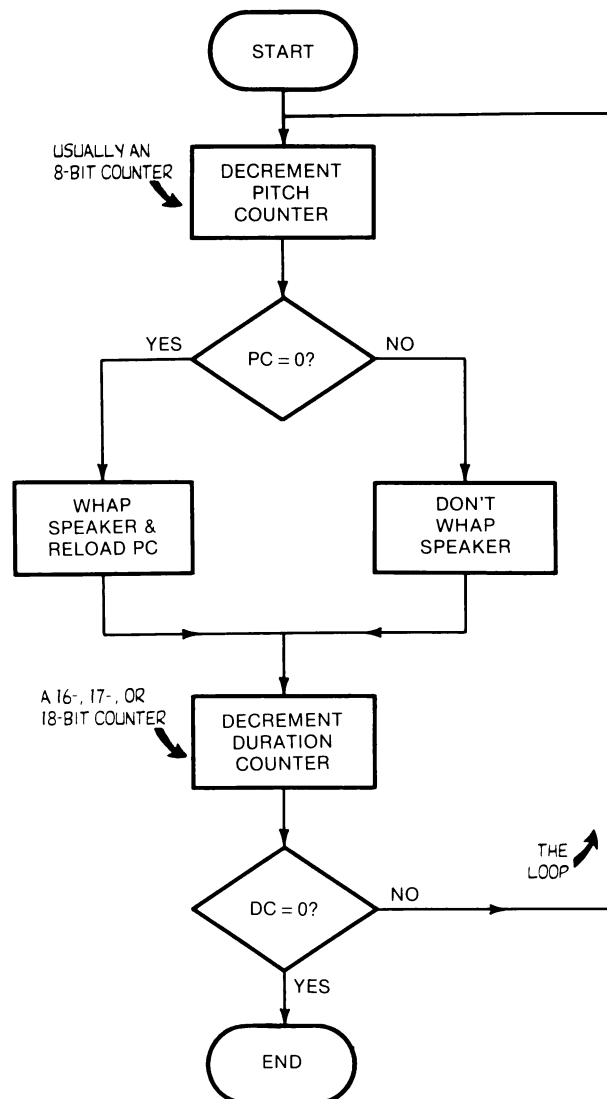 START
USUALLY AN
8-BIT COUNTER
DECREMENT
PITCH
COUNTER
YES
PC = 0?
NO
WHAP
SPEAKER &
RELOAD PC
DON'T
WHAP
SPEAKER
A 16-, 17-, OR
18-BIT COUNTER
DECREMENT
DURATION
COUNTER
THE
LOOP
DC = 0?
NO
YES
END